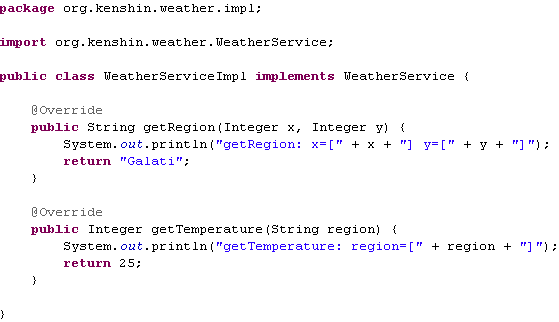 package org.kenshin.weather.impl;
import org.kenshin.weather.WeatherService;
public class WeatherServiceImpl implements WeatherService {
@Override
public String getRegion(Integer x, Integer y) {
System.out.println("getRegion: x=[" + x + "] y=[" + y + "]");
return "Galati";
}
@Override
public Integer getTemperature(String region) {
System.out.println("getTemperature: region=[" + region + "]");
return 25;
}
}